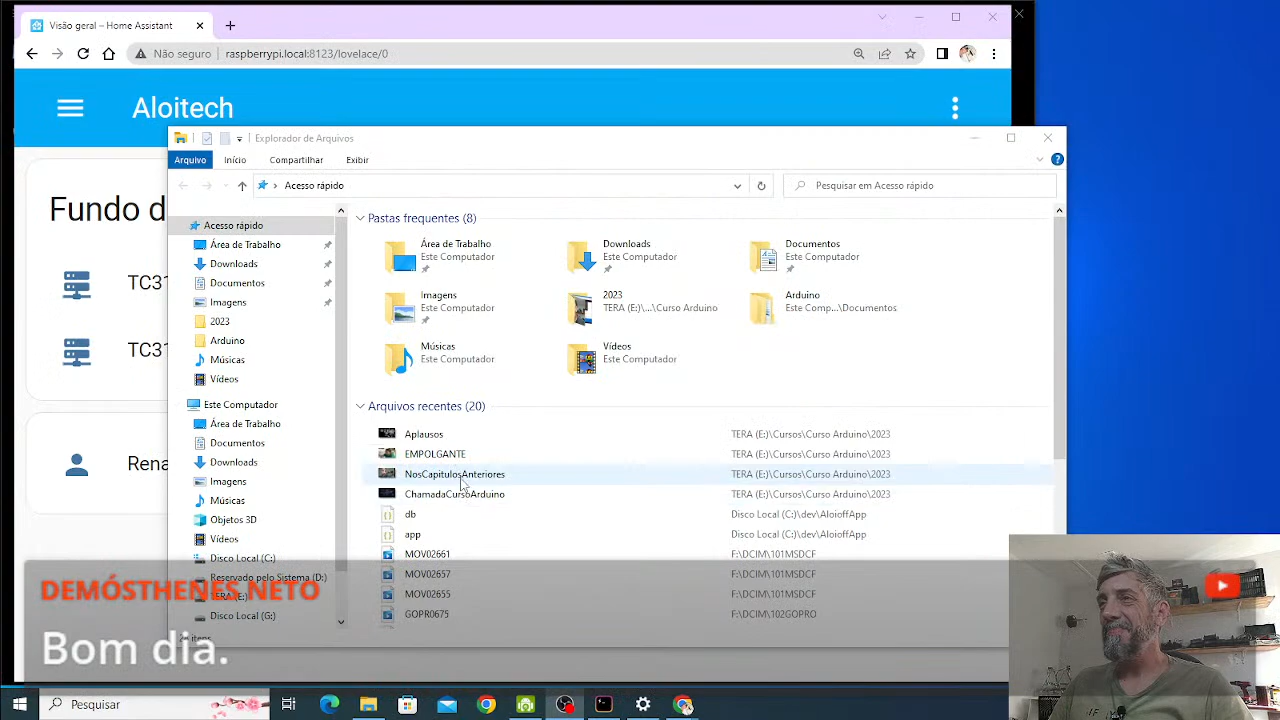 Visão geral – Home Assistant
Não seguro
raspberrypi.local:8123/lovelace/0
Aloitech
Fundo d
TC31
TC31
Rena
Explorador de Arquivos
Arquivo
Início
Compartilhar
Exibir
Acesso rápido
Pesquisar em Acesso rápido
Acesso rápido
Área de Trabalho
Downloads
Documentos
Imagens
2023
Arduino
Músicas
Vídeos
Este Computador
Área de Trabalho
Documentos
Downloads
Imagens
Músicas
Objetos 3D
Vídeos
Disco Local (C:)
Reservado pelo Sistema (D:)
TERA (E:)
Disco Local (G:)
Pastas frequentes (8)
Área de Trabalho
Este Computador
Downloads
Este Computador
Documentos
Este Computador
Imagens
Este Computador
2023
TERA (E:)\...\Curso Arduino
Arduino
Este Comp...\Documentos
Músicas
Este Computador
Vídeos
Este Computador
Arquivos recentes (20)
Aplausos TERA (E:)\Cursos\Curso Arduino\2023
EMPOLGANTE TERA (E:)\Cursos\Curso Arduino\2023
NosCapitulosAnteriores TERA (E:)\Cursos\Curso Arduino\2023
ChamadaCursoArduino TERA (E:)\Cursos\Curso Arduino\2023
db Disco Local (C:)\dev\AloioffApp
app Disco Local (C:)\dev\AloioffApp
MOV02661 F:\DCIM\101MSDCF
MOV02657 F:\DCIM\101MSDCF
MOV02655 F:\DCIM\101MSDCF
GOPR0675 F:\DCIM\102GOPRO
DEMÓSTHENES NETO
Bom dia.
Pesquisar